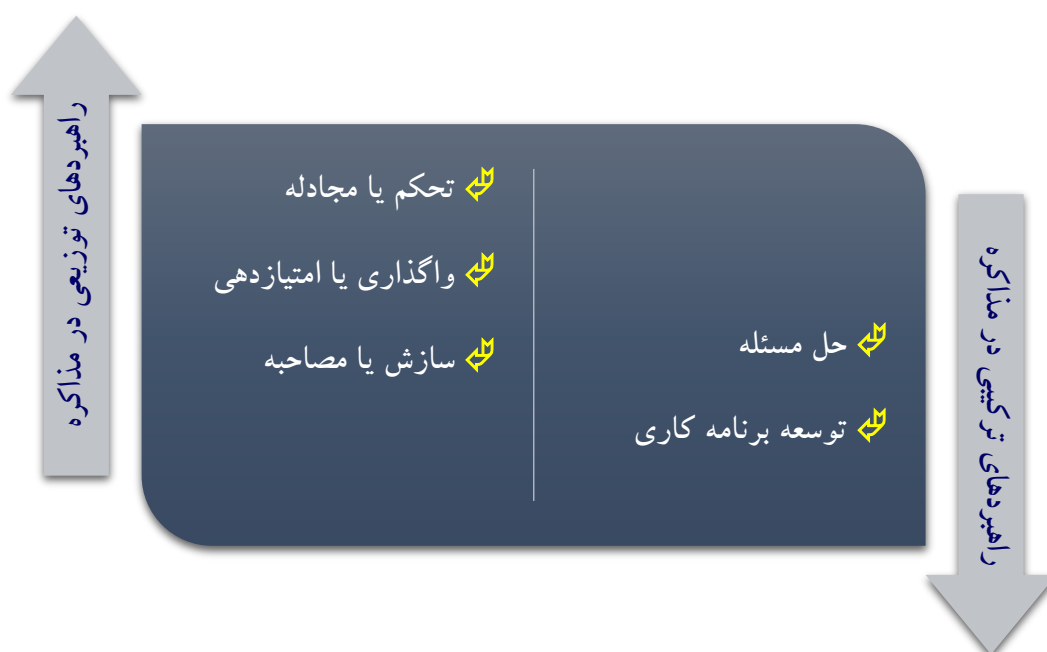 راهبردهای ترکیبی در مذاکره
حل مسئله
توسعه برنامه کاری
تحکم یا مجادله
واگذاری یا امتیازدهی
سازش یا مصاحبه
راهبردهای توزیعی در مذاکره